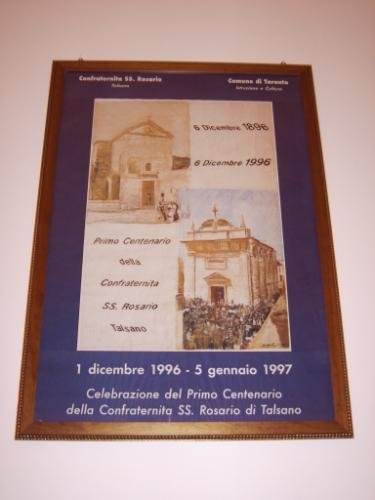 Confraternita SS. Rosario
Talsano
Comune di Taranto
Istruzione e Cultura
6 Dicembre 1896
6 Dicembre 1996
Primo Centenario
della
Confraternita
SS. Rosario
Talsano
1 dicembre 1996 - 5 gennaio 1997
Celebrazione del Primo Centenario
della Confraternita SS. Rosario di Talsano